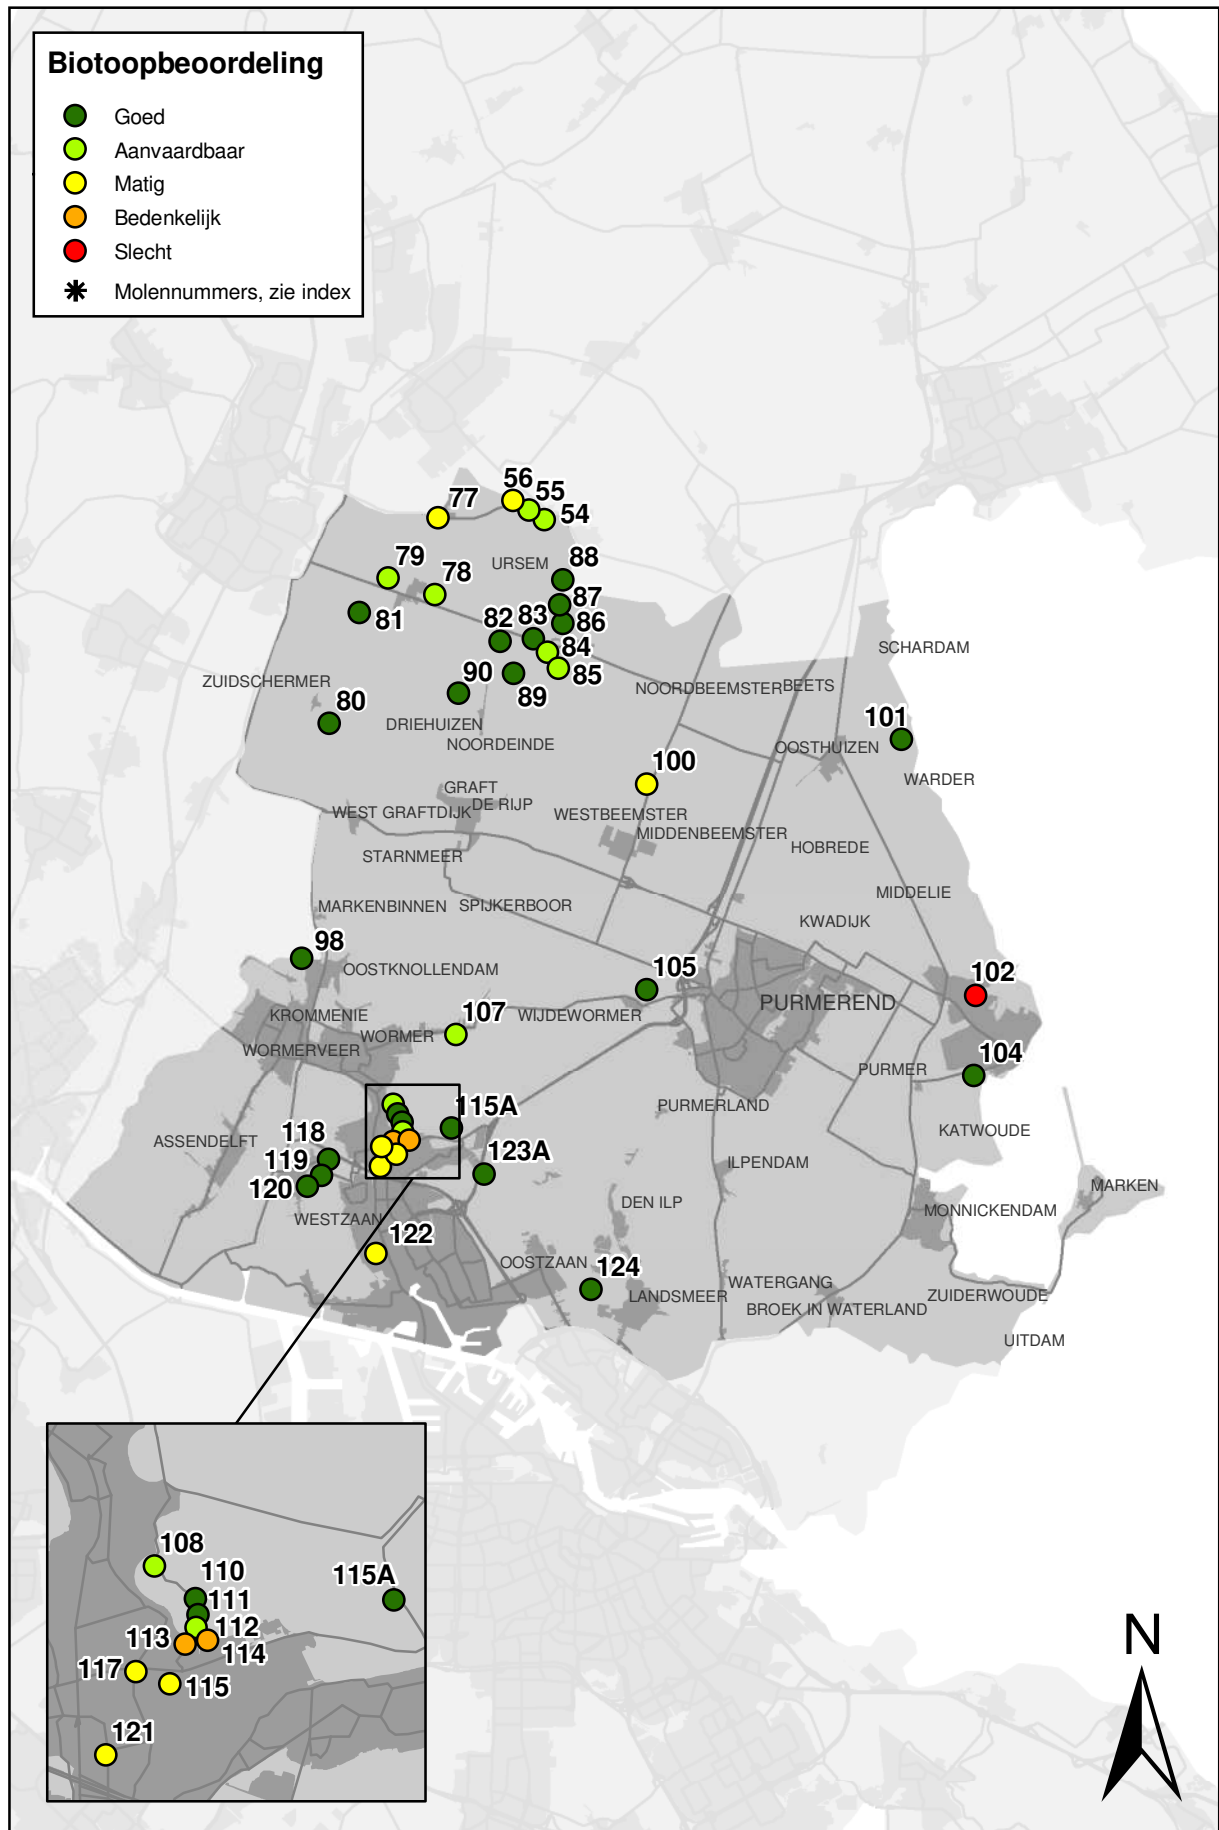 Biotoopbeoordeling
Goed
Aanvaardbaar
Matig
Bedenkelijk
Slecht
Molennummers, zie index
56
55
77
54
URSEM
88
79
78
87
81
82
83
86
84
SCHARDAM
85
ZUIDSCHERMER
90
89
NOORDBEEMSTER
BEETS
80
DRIEHUIZEN
101
NOORDEINDE
OOSTHUIZEN
100
WARDER
GRAFT
DE RIJP
WEST GRAFTDIJK
WESTBEEMSTER
MIDDENBEEMSTER
HOBREDE
STARNMEER
MIDDELIE
MARKENBINNEN
SPIJKERBOOR
KWADIJK
98
OOSTKNOLLENDAM
105
102
PURMEREND
KROMMENIE
107
WIJDEWORMER
WORMER
WORMERVEER
104
PURMER
115A
PURMERLAND
118
ASSENDELFT
KATWOUDE
119
123A
ILPENDAM
120
MARKEN
DEN ILP
WESTZAAN
MONNICKENDAM
122
OOSTZAAN
124
WATERGANG
LANDSMEER
ZUIDERWOUDE
BROEK IN WATERLAND
UITDAM
108
110
115A
111
112
113
114
117
115
121
N